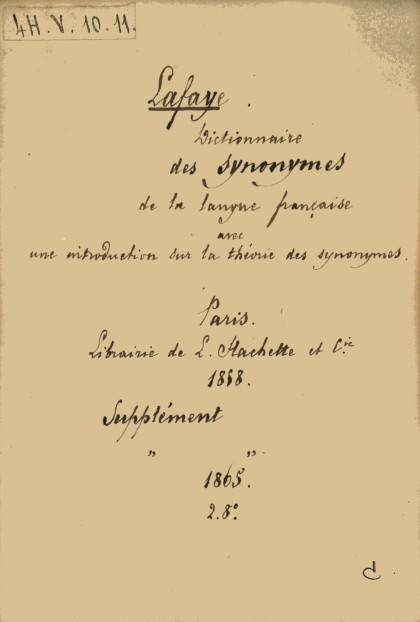 4H.V.10.11.
Lafaye.
Dictionnaire
des synonymes
de la langue française
avec
une introduction sur la théorie des synonymes.
Paris.
Librairie de L. Hachette et C.ie
1858.
Supplément
" ".
1865.
2.8°.